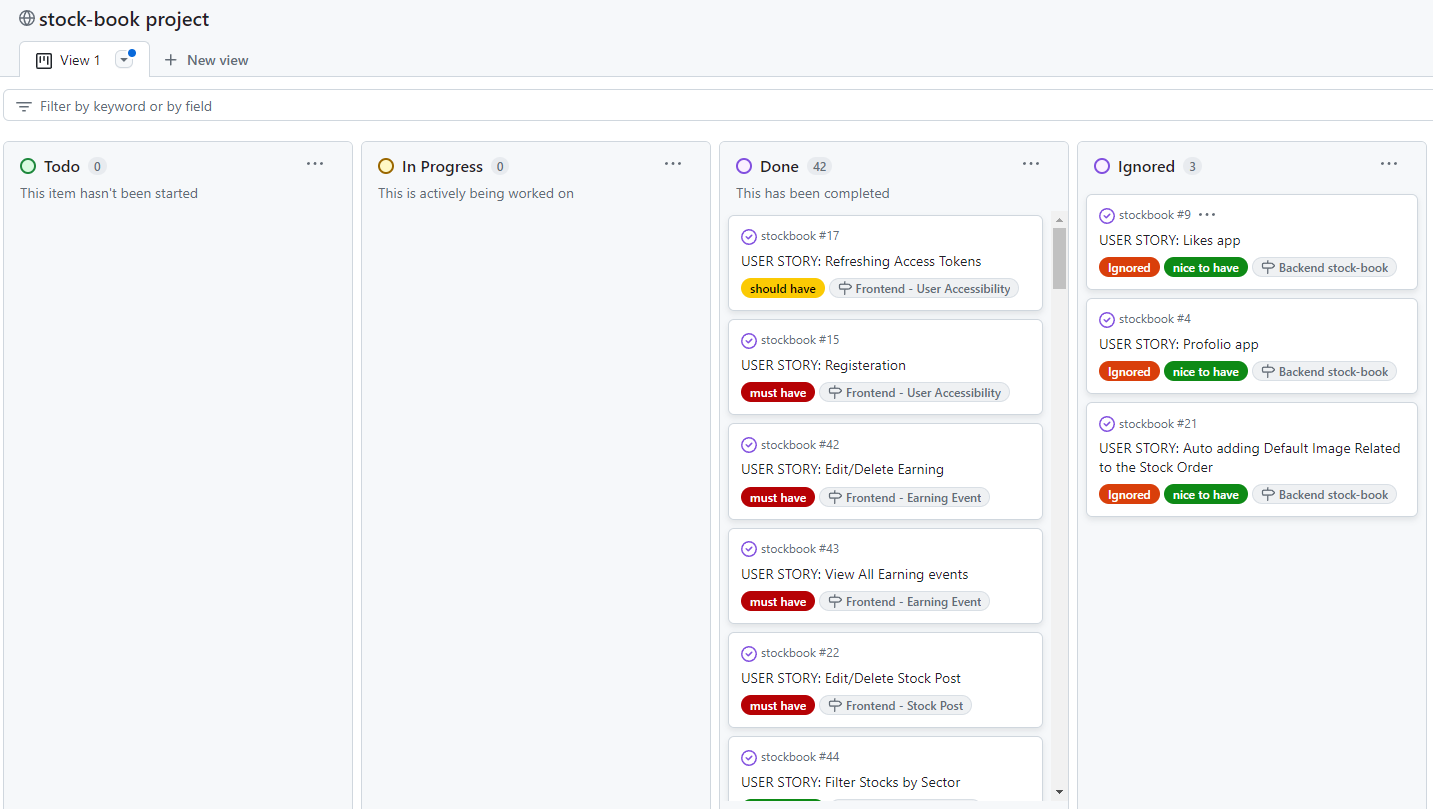 stock-book project
View 1
New view
Filter by keyword or by field
Todo 0
This item hasn't been started
In Progress 0
This is actively being worked on
Done 42
This has been completed
stockbook #17
USER STORY: Refreshing Access Tokens
should have Frontend - User Accessibility
stockbook #15
USER STORY: Registeration
must have Frontend - User Accessibility
stockbook #42
USER STORY: Edit/Delete Earning
must have Frontend - Earning Event
stockbook #43
USER STORY: View All Earning events
must have Frontend - Earning Event
stockbook #22
USER STORY: Edit/Delete Stock Post
must have Frontend - Stock Post
stockbook #44
USER STORY: Filter Stocks by Sector
Ignored 3
stockbook #9
USER STORY: Likes app
Ignored nice to have Backend stock-book
stockbook #4
USER STORY: Profolio app
Ignored nice to have Backend stock-book
stockbook #21
USER STORY: Auto adding Default Image Related
to the Stock Order
Ignored nice to have Backend stock-book